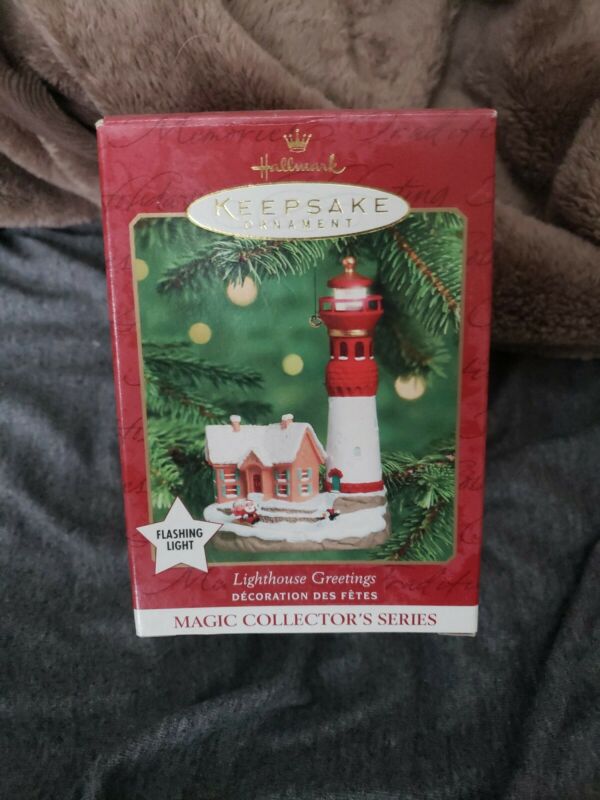 Hallmark
KEEPSAKE
ORNAMENT
FLASHING
LIGHT
Lighthouse Greetings
DÉCORATION DES FÊTES
MAGIC COLLECTOR'S SERIES